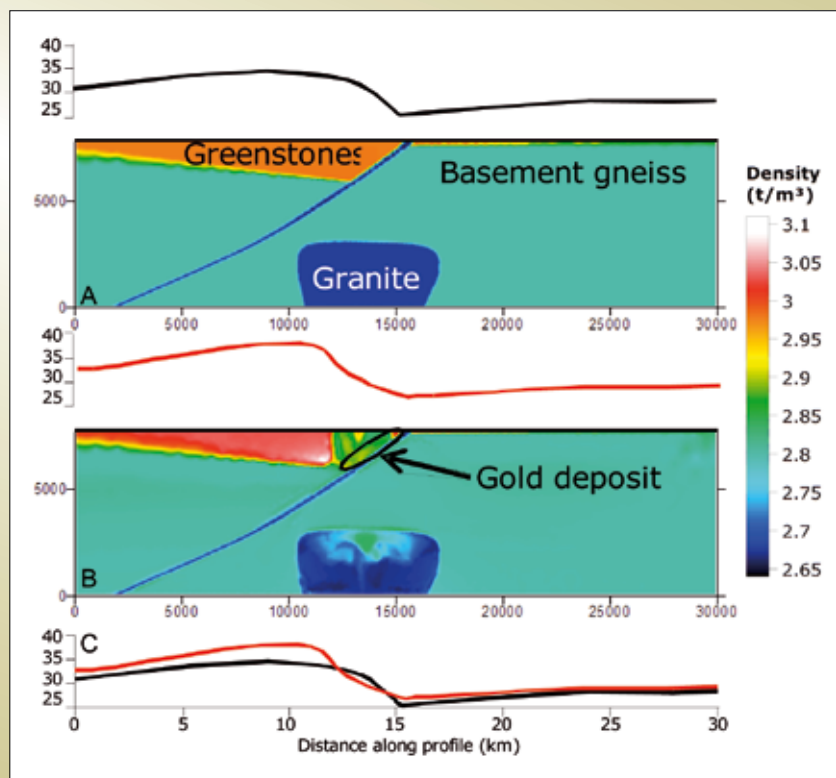 40
35
30
25
Greenstones
Basement gneiss
Granite
5000
0
A
0 5000 10000 15000 20000 25000 30000
Density
(t/m³)
3.1
3.05
3
2.95
2.9
2.85
2.8
2.75
2.7
2.65
40
35
30
25
Gold deposit
5000
0
B
0 5000 10000 15000 20000 25000 30000
C
40
35
30
25
0 5 10 15 20 25 30
Distance along profile (km)